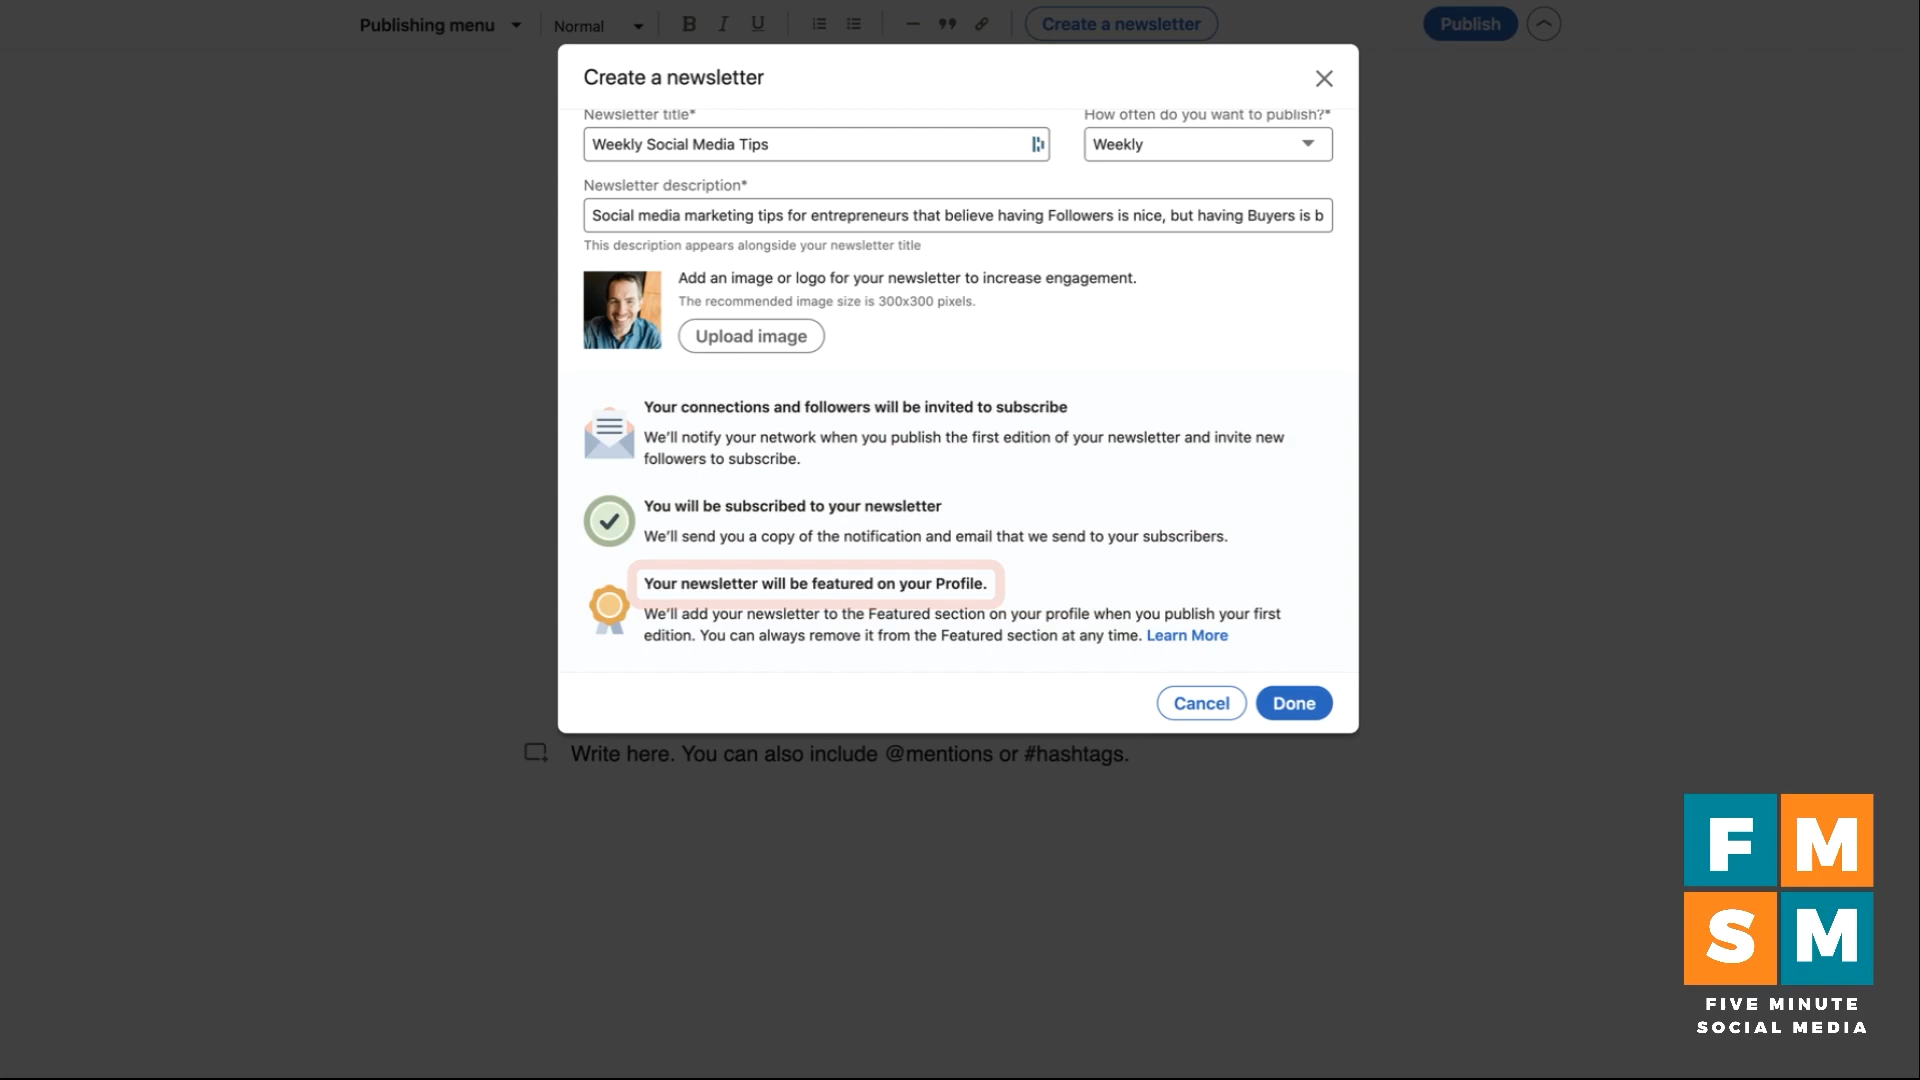 Publishing menu Normal B I U Create a newsletter Publish
Create a newsletter
Newsletter title* How often do you want to publish?*
Weekly Social Media Tips Weekly
Newsletter description*
Social media marketing tips for entrepreneurs that believe having Followers is nice, but having Buyers is b
This description appears alongside your newsletter title
Add an image or logo for your newsletter to increase engagement.
The recommended image size is 300x300 pixels.
Upload image
Your connections and followers will be invited to subscribe
We'll notify your network when you publish the first edition of your newsletter and invite new
followers to subscribe.
You will be subscribed to your newsletter
We'll send you a copy of the notification and email that we send to your subscribers.
Your newsletter will be featured on your Profile.
We'll add your newsletter to the Featured section on your profile when you publish your first
edition. You can always remove it from the Featured section at any time. Learn More
Cancel Done
Write here. You can also include @mentions or #hashtags.
F M
S M
FIVE MINUTE
SOCIAL MEDIA